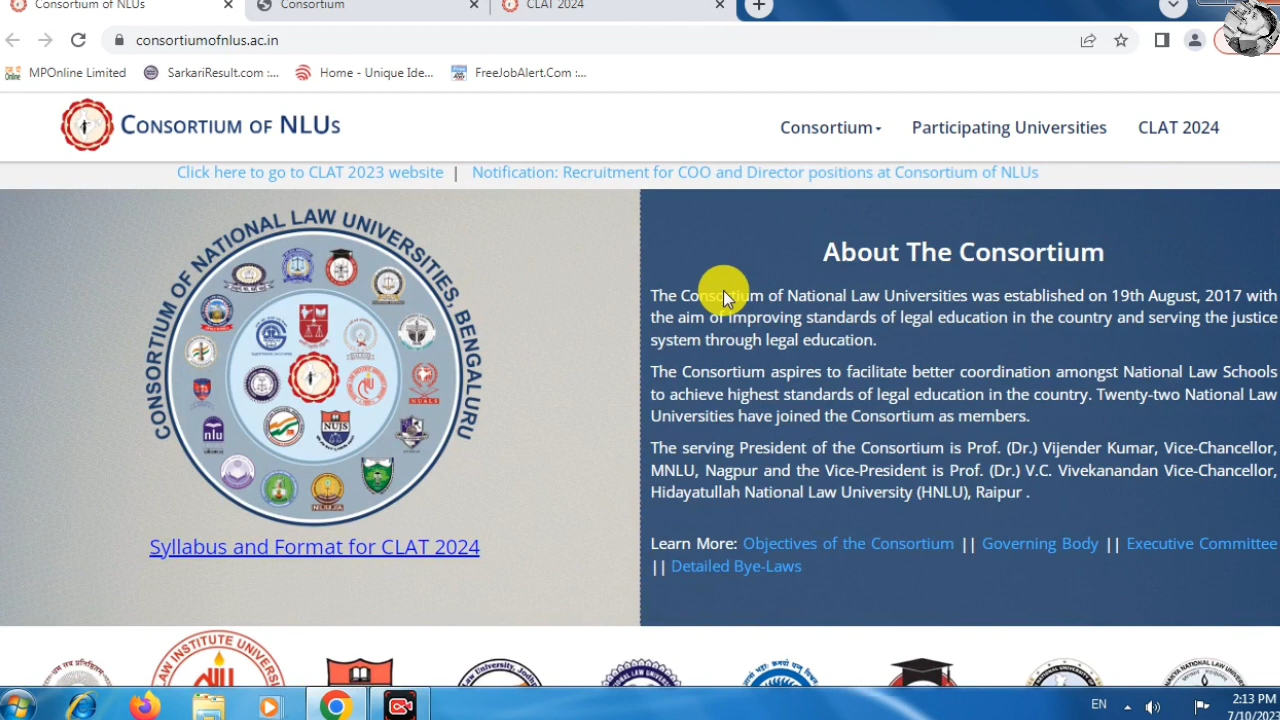 Consortium of NLUs
Consortium
CLAT 2024
consortiumofnlus.ac.in
MPOnline Limited
SarkariResult.com :...
Home - Unique Ide...
FreeJobAlert.Com :...
CONSORTIUM OF NLUS
Consortium
Participating Universities
CLAT 2024
Click here to go to CLAT 2023 website | Notification: Recruitment for COO and Director positions at Consortium of NLUs
CONSORTIUM OF NATIONAL LAW UNIVERSITIES, BENGALURU
NUJS
NUALS
nlu
Syllabus and Format for CLAT 2024
About The Consortium
The Consortium of National Law Universities was established on 19th August, 2017 with
the aim of improving standards of legal education in the country and serving the justice
system through legal education.
The Consortium aspires to facilitate better coordination amongst National Law Schools
to achieve highest standards of legal education in the country. Twenty-two National Law
Universities have joined the Consortium as members.
The serving President of the Consortium is Prof. (Dr.) Vijender Kumar, Vice-Chancellor,
MNLU, Nagpur and the Vice-President is Prof. (Dr.) V.C. Vivekanandan Vice-Chancellor,
Hidayatullah National Law University (HNLU), Raipur .
Learn More: Objectives of the Consortium || Governing Body || Executive Committee
|| Detailed Bye-Laws
LAW INSTITUTE UNIVERSITY
EN
2:13 PM